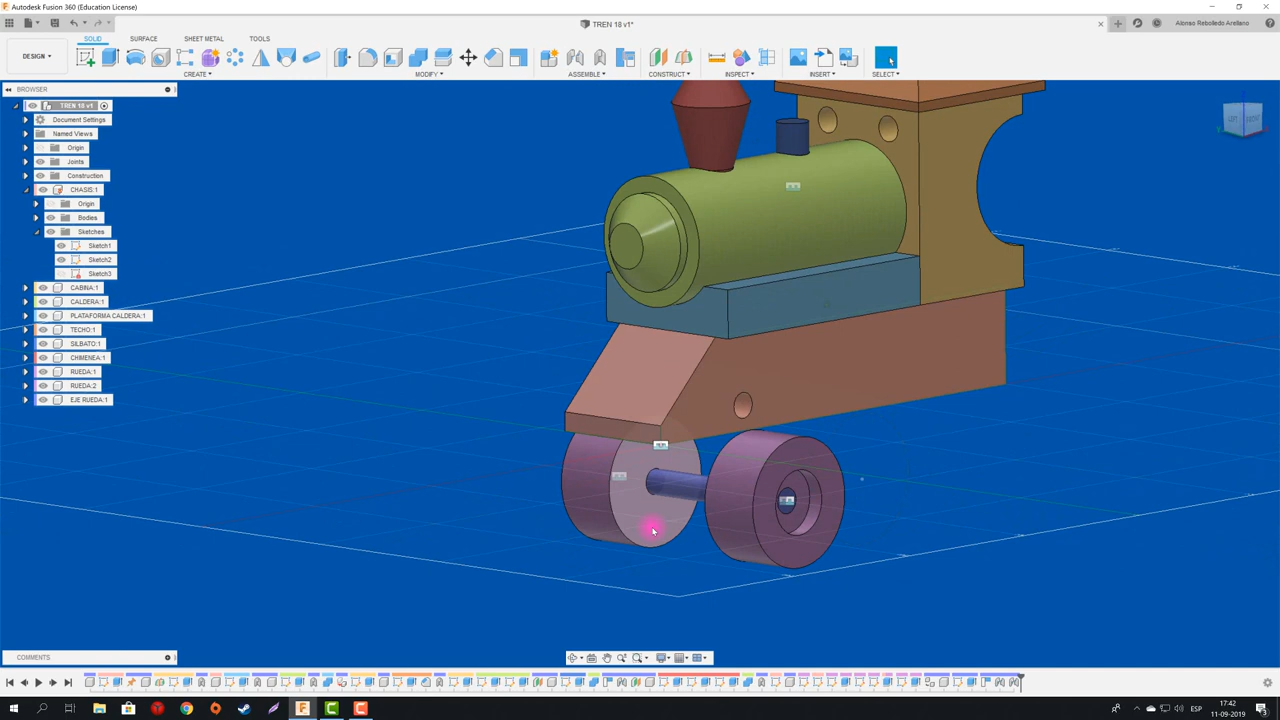 Autodesk Fusion 360 (Education License)
TREN 18 v1*
Alonso Rebolledo Arellano
SOLID
SURFACE
SHEET METAL
TOOLS
DESIGN
CREATE
MODIFY
ASSEMBLE
CONSTRUCT
INSPECT
INSERT
SELECT
BROWSER
TREN 18 v1
Document Settings
Named Views
Origin
Joints
Construction
CHASIS:1
Origin
Bodies
Sketches
Sketch1
Sketch2
Sketch3
CABINA:1
CALDERA:1
PLATAFORMA CALDERA:1
TECHO:1
SILBATO:1
CHIMENEA:1
RUEDA:1
RUEDA:2
EJE RUEDA:1
COMMENTS
ESP
17:42
11-09-2019